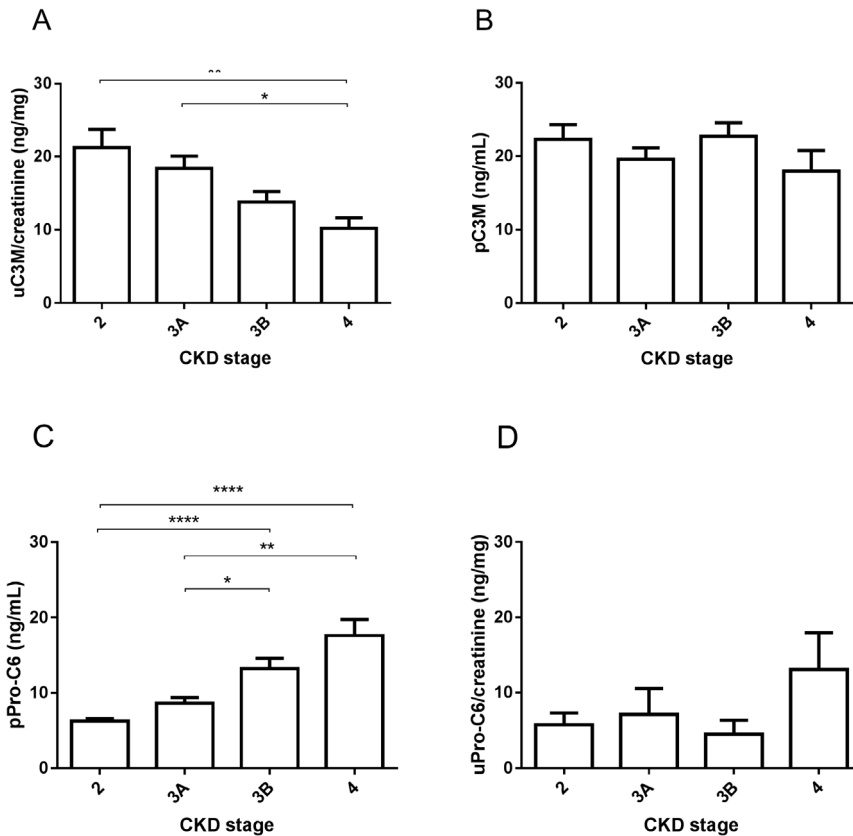 A
B
**
*
30
20
10
0
uC3M/creatinine (ng/mg)
2
3A
3B
4
CKD stage
30
20
10
0
pC3M (ng/mL)
2
3A
3B
4
CKD stage
C
D
****
****
**
*
30
20
10
0
pPro-C6 (ng/mL)
2
3A
3B
4
CKD stage
30
20
10
0
uPro-C6/creatinine (ng/mg)
2
3A
3B
4
CKD stage